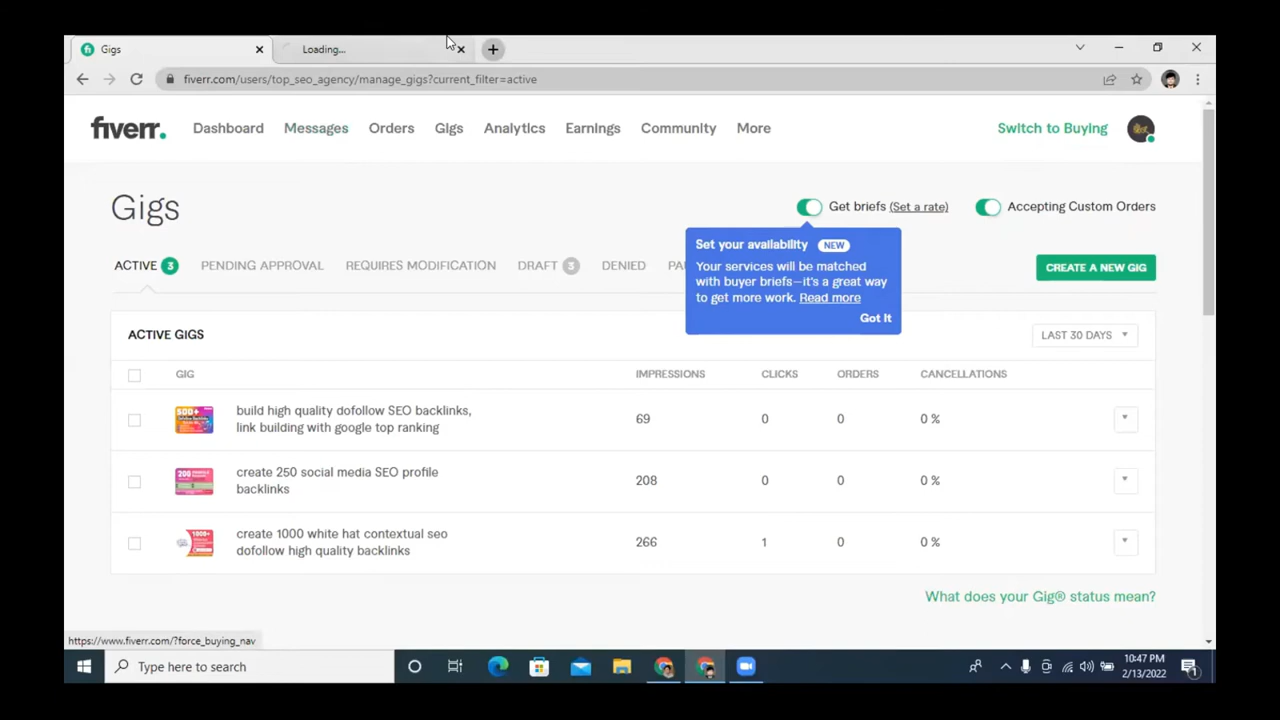 Gigs
Loading...
fiverr.com/users/top_seo_agency/manage_gigs?current_filter=active
fiverr.
Dashboard Messages Orders Gigs Analytics Earnings Community More
Switch to Buying
Gigs
Get briefs (Set a rate)
Accepting Custom Orders
Set your availability NEW
Your services will be matched
with buyer briefs—it's a great way
to get more work. Read more
Got It
ACTIVE 3 PENDING APPROVAL REQUIRES MODIFICATION DRAFT 3 DENIED
CREATE A NEW GIG
ACTIVE GIGS
LAST 30 DAYS
GIG IMPRESSIONS CLICKS ORDERS CANCELLATIONS
build high quality dofollow SEO backlinks,
link building with google top ranking
69 0 0 0 %
create 250 social media SEO profile
backlinks
208 0 0 0 %
create 1000 white hat contextual seo
dofollow high quality backlinks
266 1 0 0 %
What does your Gig® status mean?
https://www.fiverr.com/?force_buying_nav
Type here to search
10:47 PM
2/13/2022